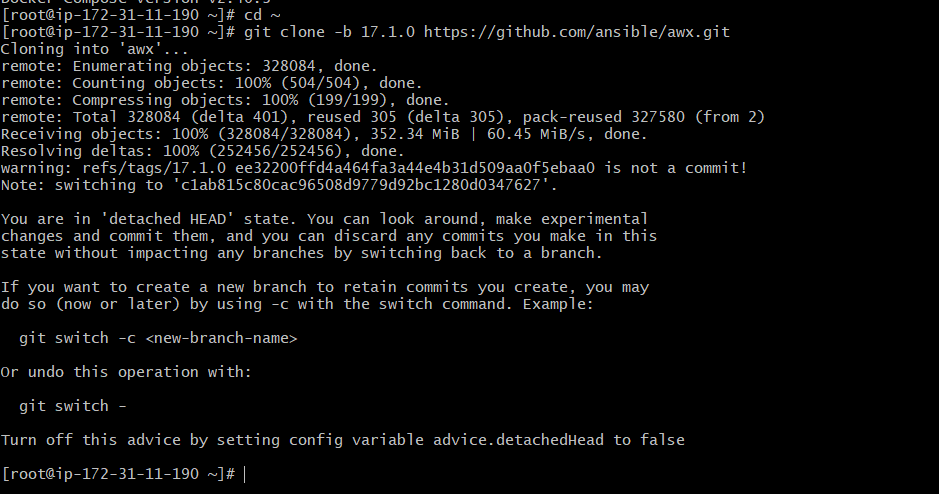 Docker Compose version v2.40.3
[root@ip-172-31-11-190 ~]# cd ~
[root@ip-172-31-11-190 ~]# git clone -b 17.1.0 https://github.com/ansible/awx.git
Cloning into 'awx'...
remote: Enumerating objects: 328084, done.
remote: Counting objects: 100% (504/504), done.
remote: Compressing objects: 100% (199/199), done.
remote: Total 328084 (delta 401), reused 305 (delta 305), pack-reused 327580 (from 2)
Receiving objects: 100% (328084/328084), 352.34 MiB | 60.45 MiB/s, done.
Resolving deltas: 100% (252456/252456), done.
warning: refs/tags/17.1.0 ee32200ffd4a464fa3a44e4b31d509aa0f5ebaa0 is not a commit!
Note: switching to 'c1ab815c80cac96508d9779d92bc1280d0347627'.
You are in 'detached HEAD' state. You can look around, make experimental
changes and commit them, and you can discard any commits you make in this
state without impacting any branches by switching back to a branch.
If you want to create a new branch to retain commits you create, you may
do so (now or later) by using -c with the switch command. Example:
git switch -c <new-branch-name>
Or undo this operation with:
git switch -
Turn off this advice by setting config variable advice.detachedHead to false
[root@ip-172-31-11-190 ~]#